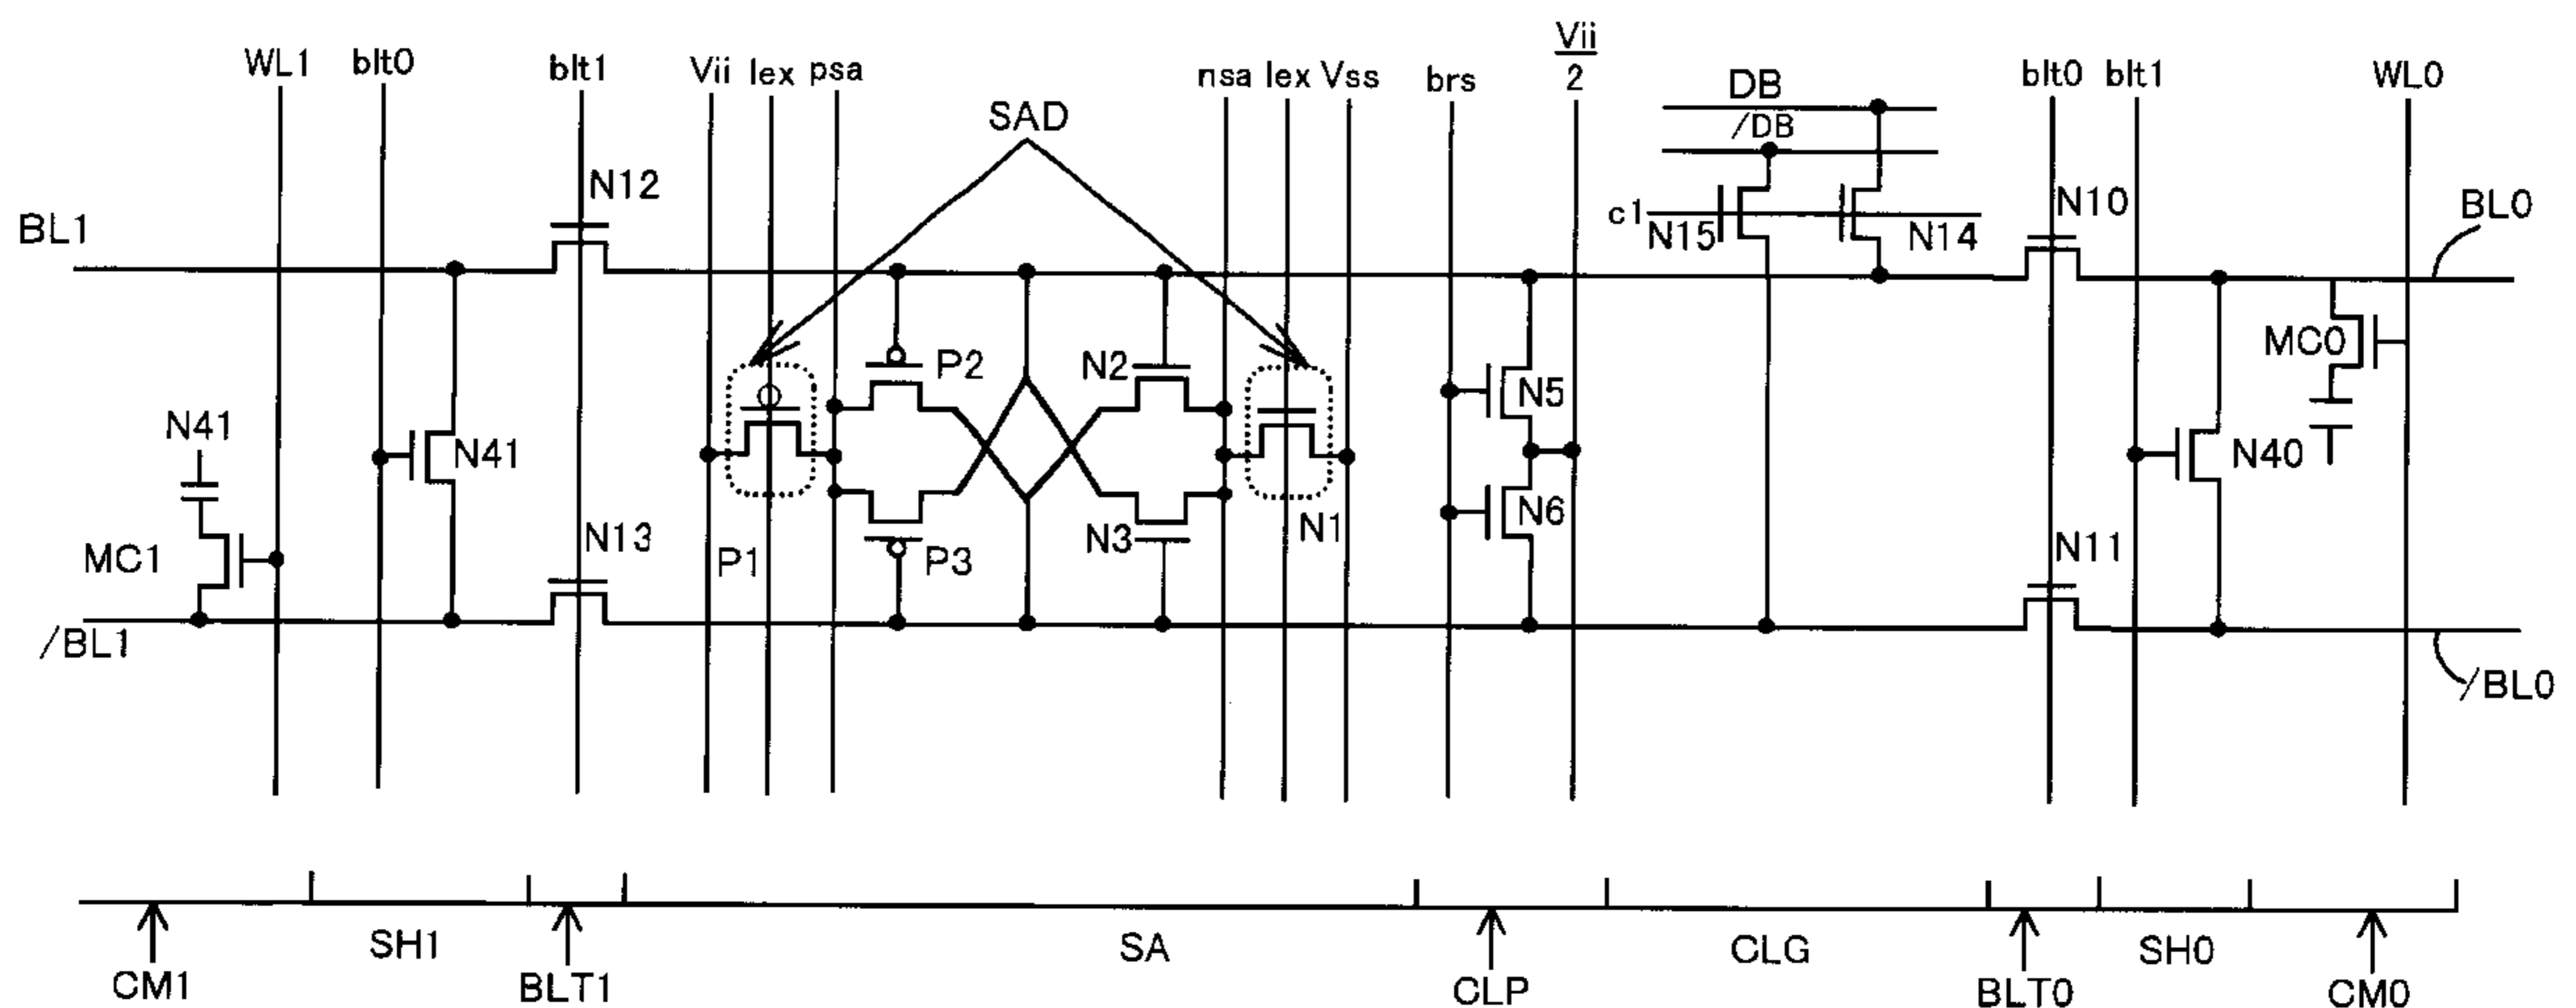 WL1 blt0 blt1 Vii lex psa nsa lex Vss brs Vii/2 DB blt0 blt1 WL0
/DB
SAD
N12
N10
BL1
c1
N15
N14
BL0
P2
N2
N5
MC0
N41
N41
N40
N6
N13
N3
N1
N11
MC1
P1
P3
/BL1
/BL0
SH1
SA
CLG
SH0
CM1
BLT1
CLP
BLT0
CM0